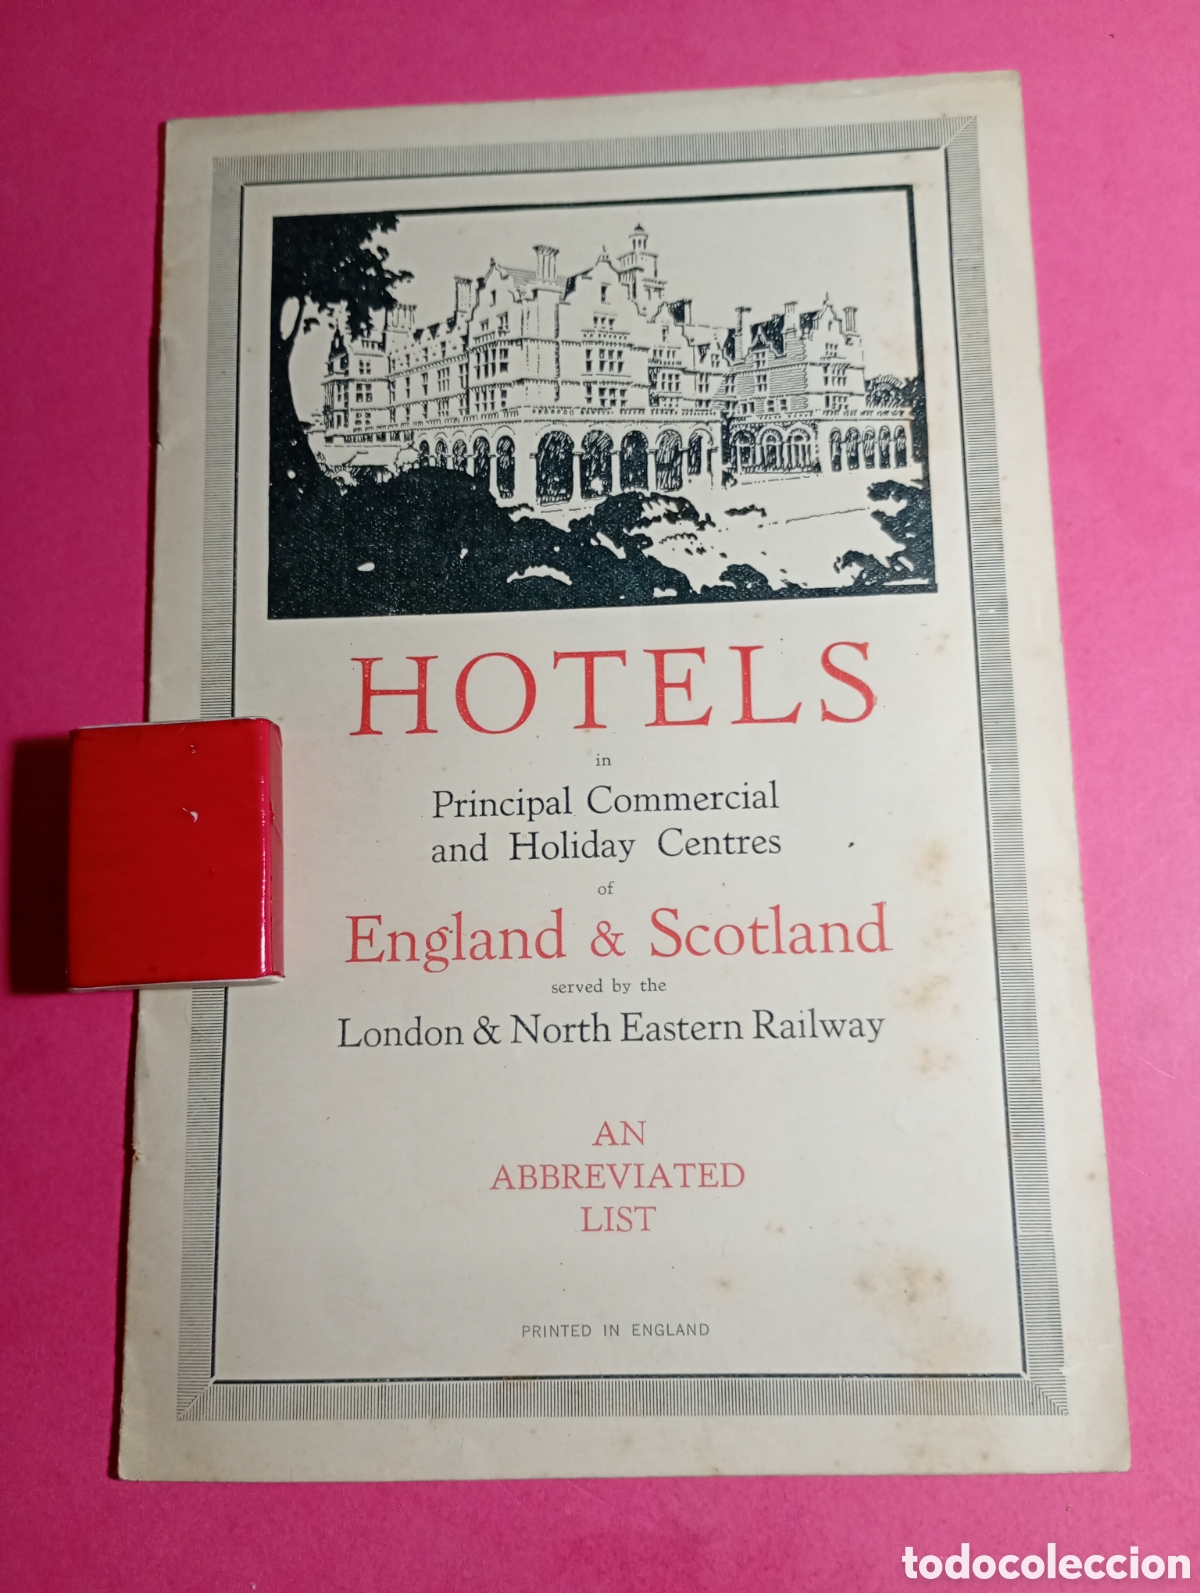 HOTELS
in
Principal Commercial
and Holiday Centres
of
England & Scotland
served by the
London & North Eastern Railway
AN
ABBREVIATED
LIST
PRINTED IN ENGLAND
todocoleccion